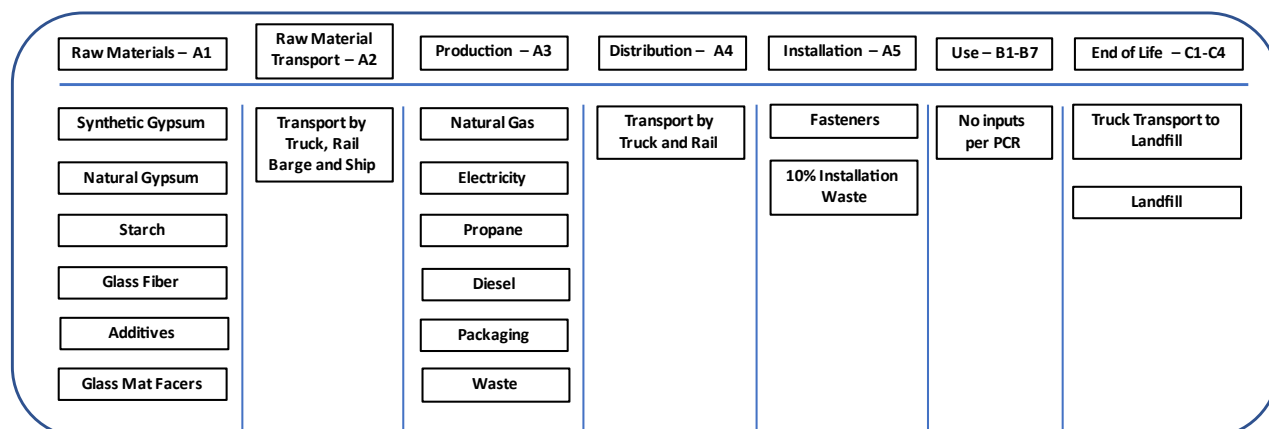 Raw Materials – A1
Raw Material
Transport – A2
Production – A3
Distribution – A4
Installation – A5
Use – B1-B7
End of Life – C1-C4
Synthetic Gypsum
Natural Gypsum
Starch
Glass Fiber
Additives
Glass Mat Facers
Transport by
Truck, Rail
Barge and Ship
Natural Gas
Electricity
Propane
Diesel
Packaging
Waste
Transport by
Truck and Rail
Fasteners
10% Installation
Waste
No inputs
per PCR
Truck Transport to
Landfill
Landfill